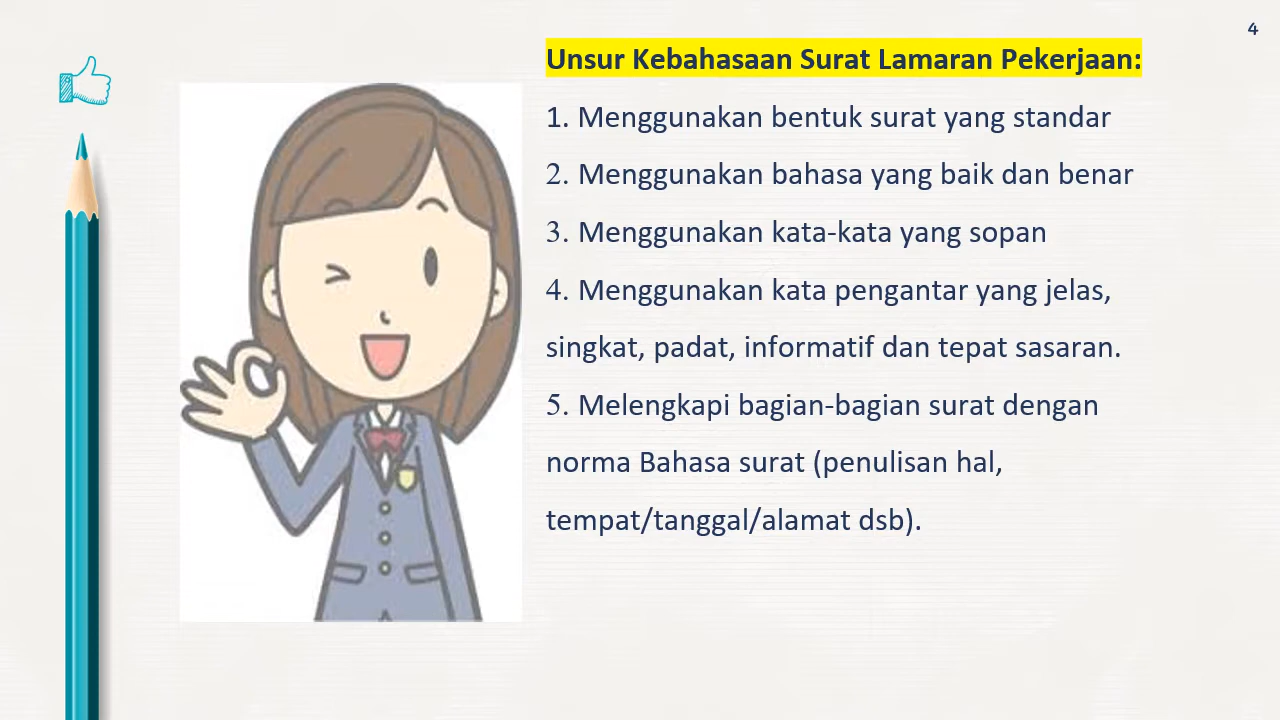 4
Unsur Kebahasaan Surat Lamaran Pekerjaan:
1. Menggunakan bentuk surat yang standar
2. Menggunakan bahasa yang baik dan benar
3. Menggunakan kata-kata yang sopan
4. Menggunakan kata pengantar yang jelas,
singkat, padat, informatif dan tepat sasaran.
5. Melengkapi bagian-bagian surat dengan
norma Bahasa surat (penulisan hal,
tempat/tanggal/alamat dsb).